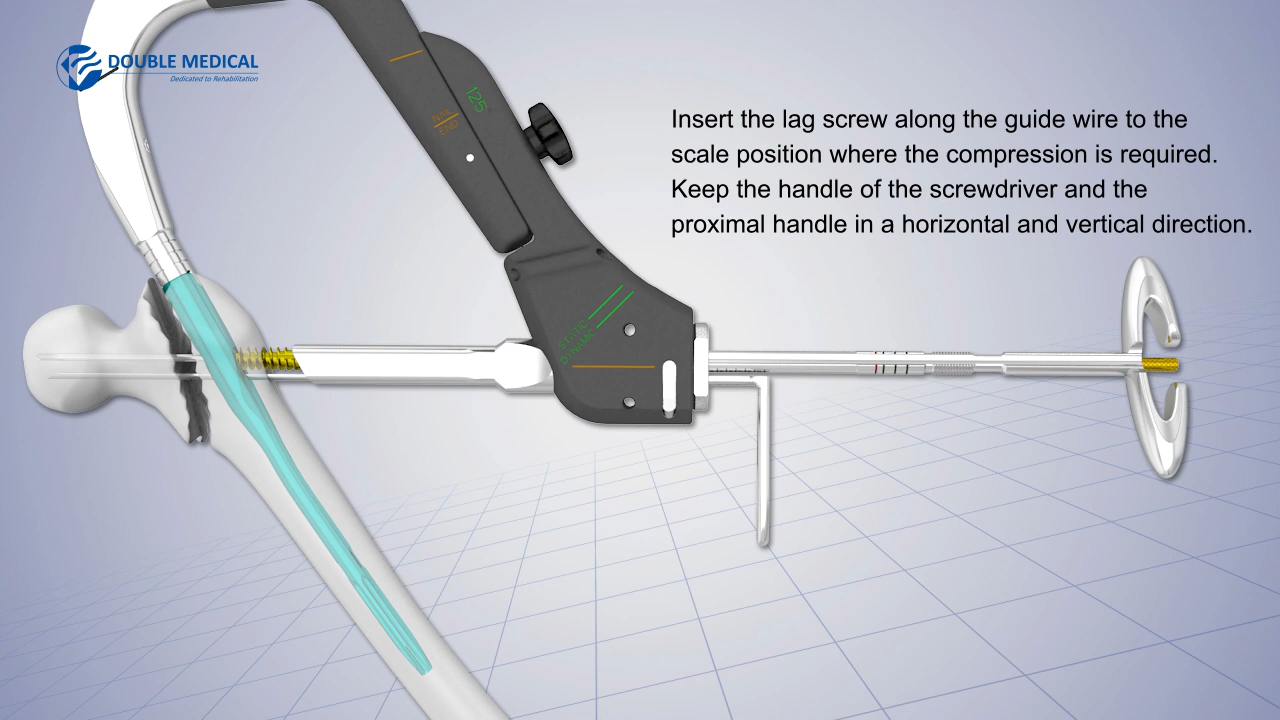 DOUBLE MEDICAL
Dedicated to Rehabilitation
125
NAIL
END
Insert the lag screw along the guide wire to the
scale position where the compression is required.
Keep the handle of the screwdriver and the
proximal handle in a horizontal and vertical direction.
STATIC
DYNAMIC